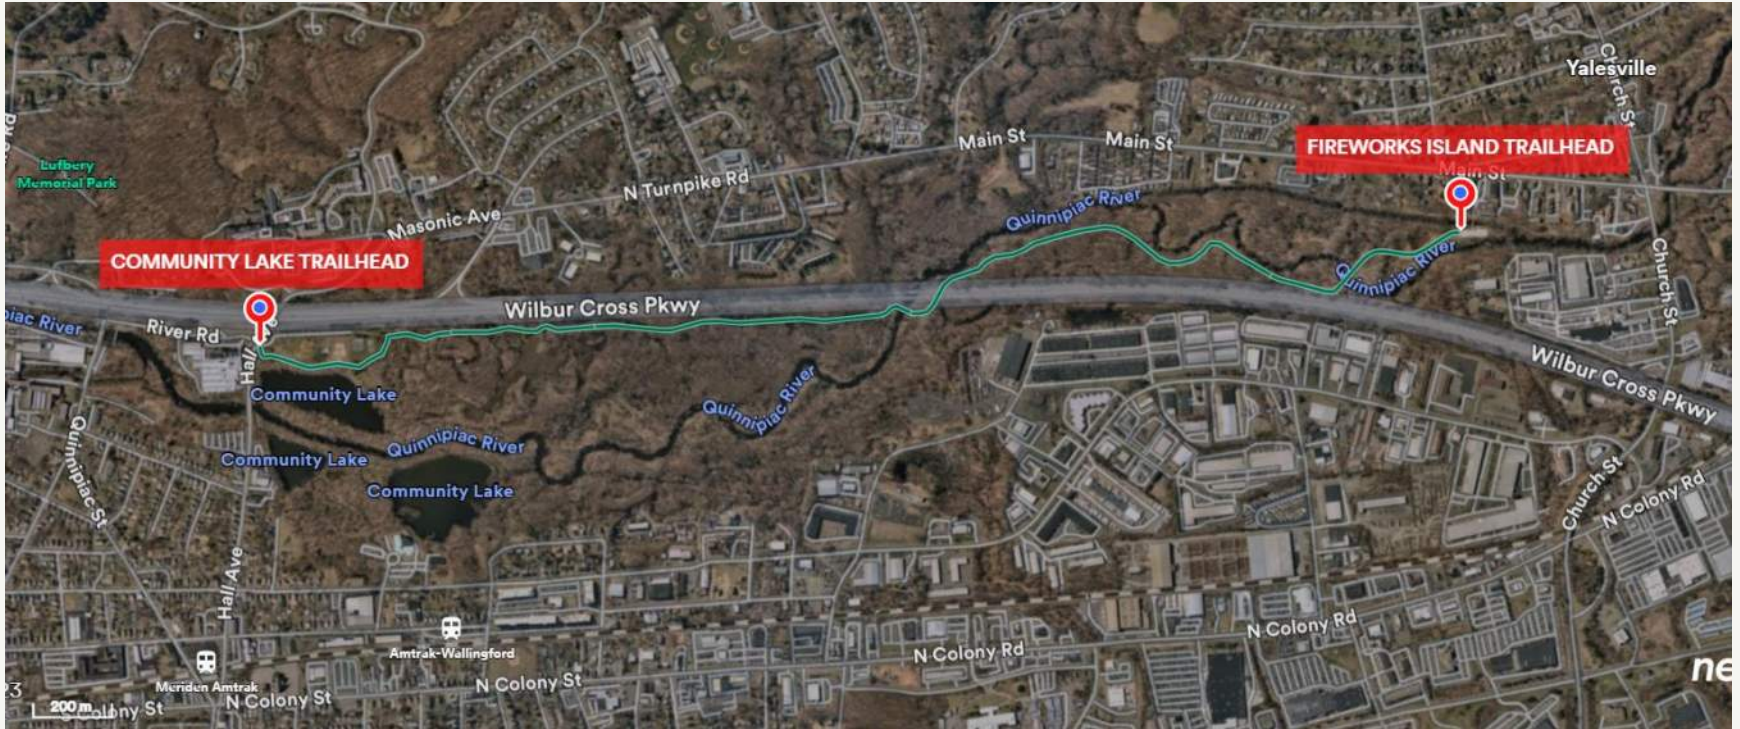 Yalesville
Church St
Main St
Main St
FIREWORKS ISLAND TRAILHEAD
Main St
Lufbery
Memorial Park
N Turnpike Rd
Quinnipiac River
Masonic Ave
COMMUNITY LAKE TRAILHEAD
Quinnipiac River
Church St
Wilbur Cross Pkwy
River Rd
Hall
Wilbur Cross Pkwy
Community Lake
Quinnipiac River
Quinnipiac River
Community Lake
Community Lake
Quinnipiac St
Church St
N Colony Rd
Hall Ave
N Colony Rd
Amtrak-Wallingford
N Colony Rd
Meriden Amtrak
N Colony St
N Colony St
200 m
Colony St
ne